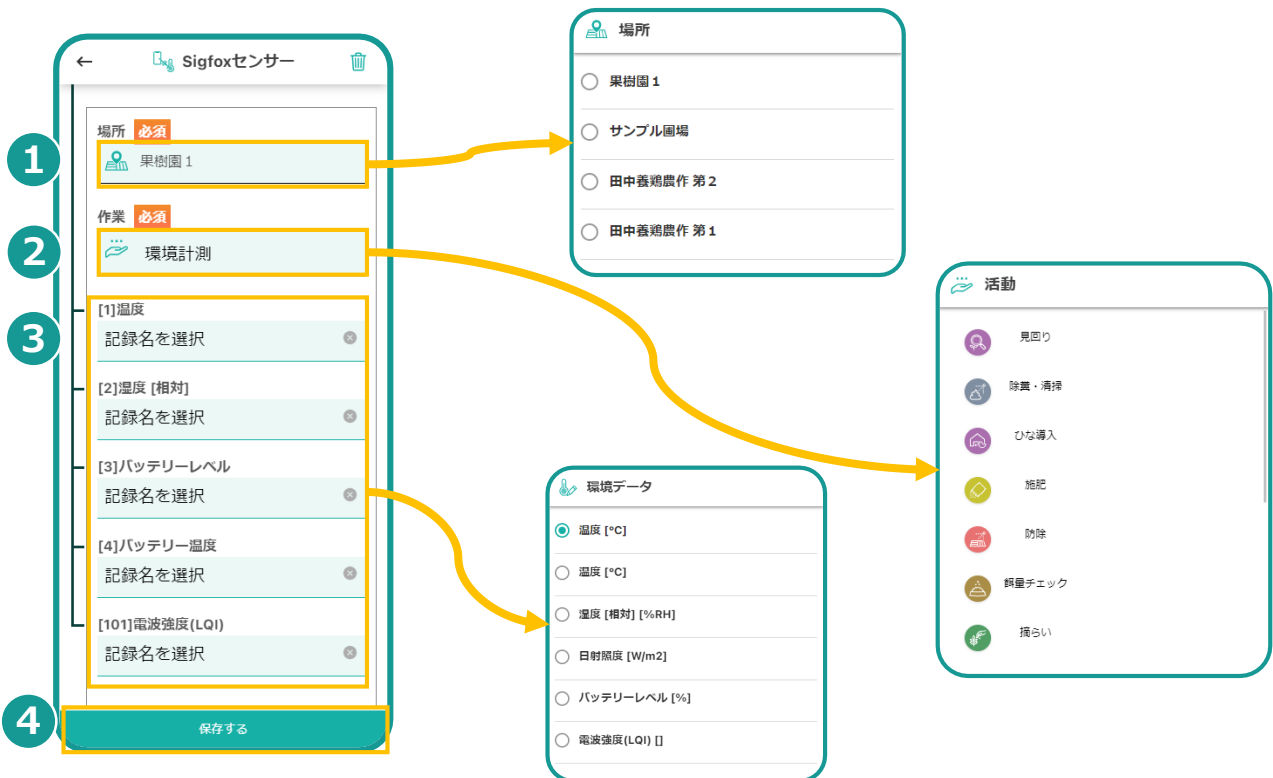 ← Sigfoxセンサー
1
場所 必須
果樹園1
2
作業 必須
環境計測
3
[1]温度
記録名を選択
[2]湿度 [相対]
記録名を選択
[3]バッテリーレベル
記録名を選択
[4]バッテリー温度
記録名を選択
[101]電波強度(LQI)
記録名を選択
4
保存する
場所
果樹園1
サンプル圃場
田中養鶏農作 第2
田中養鶏農作 第1
環境データ
温度 [°C]
温度 [°C]
湿度 [相対] [%RH]
日射照度 [W/m2]
バッテリーレベル [%]
電波強度(LQI) []
活動
見回り
除糞・清掃
ひな導入
施肥
防除
餌量チェック
摘らい